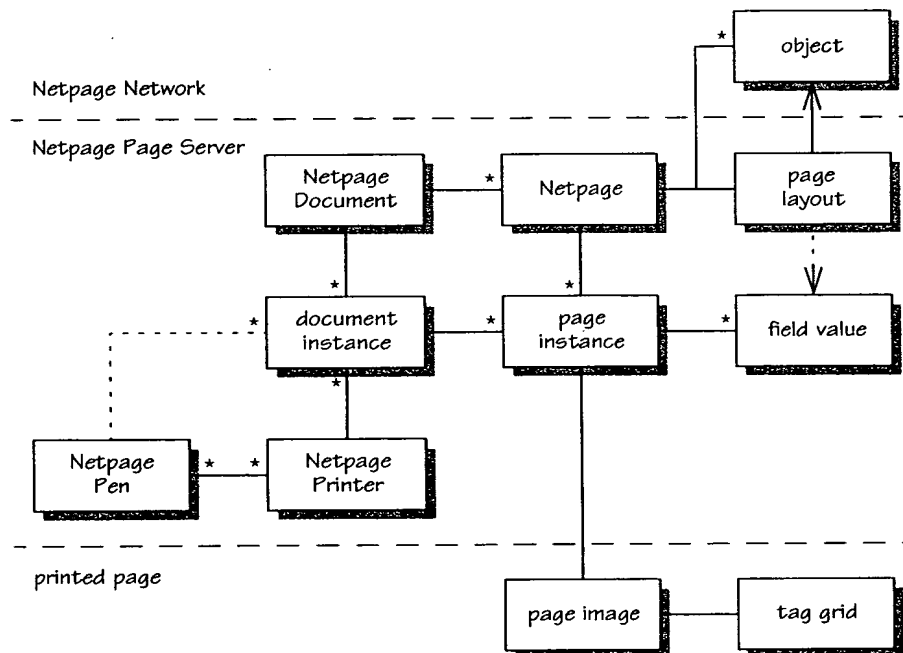 *
object
Netpage Network
Netpage Page Server
Netpage
Document
*
Netpage
page
layout
*
*
*
document
instance
*
page
instance
*
field value
*
Netpage
Pen
*
*
Netpage
Printer
printed page
page image
tag grid